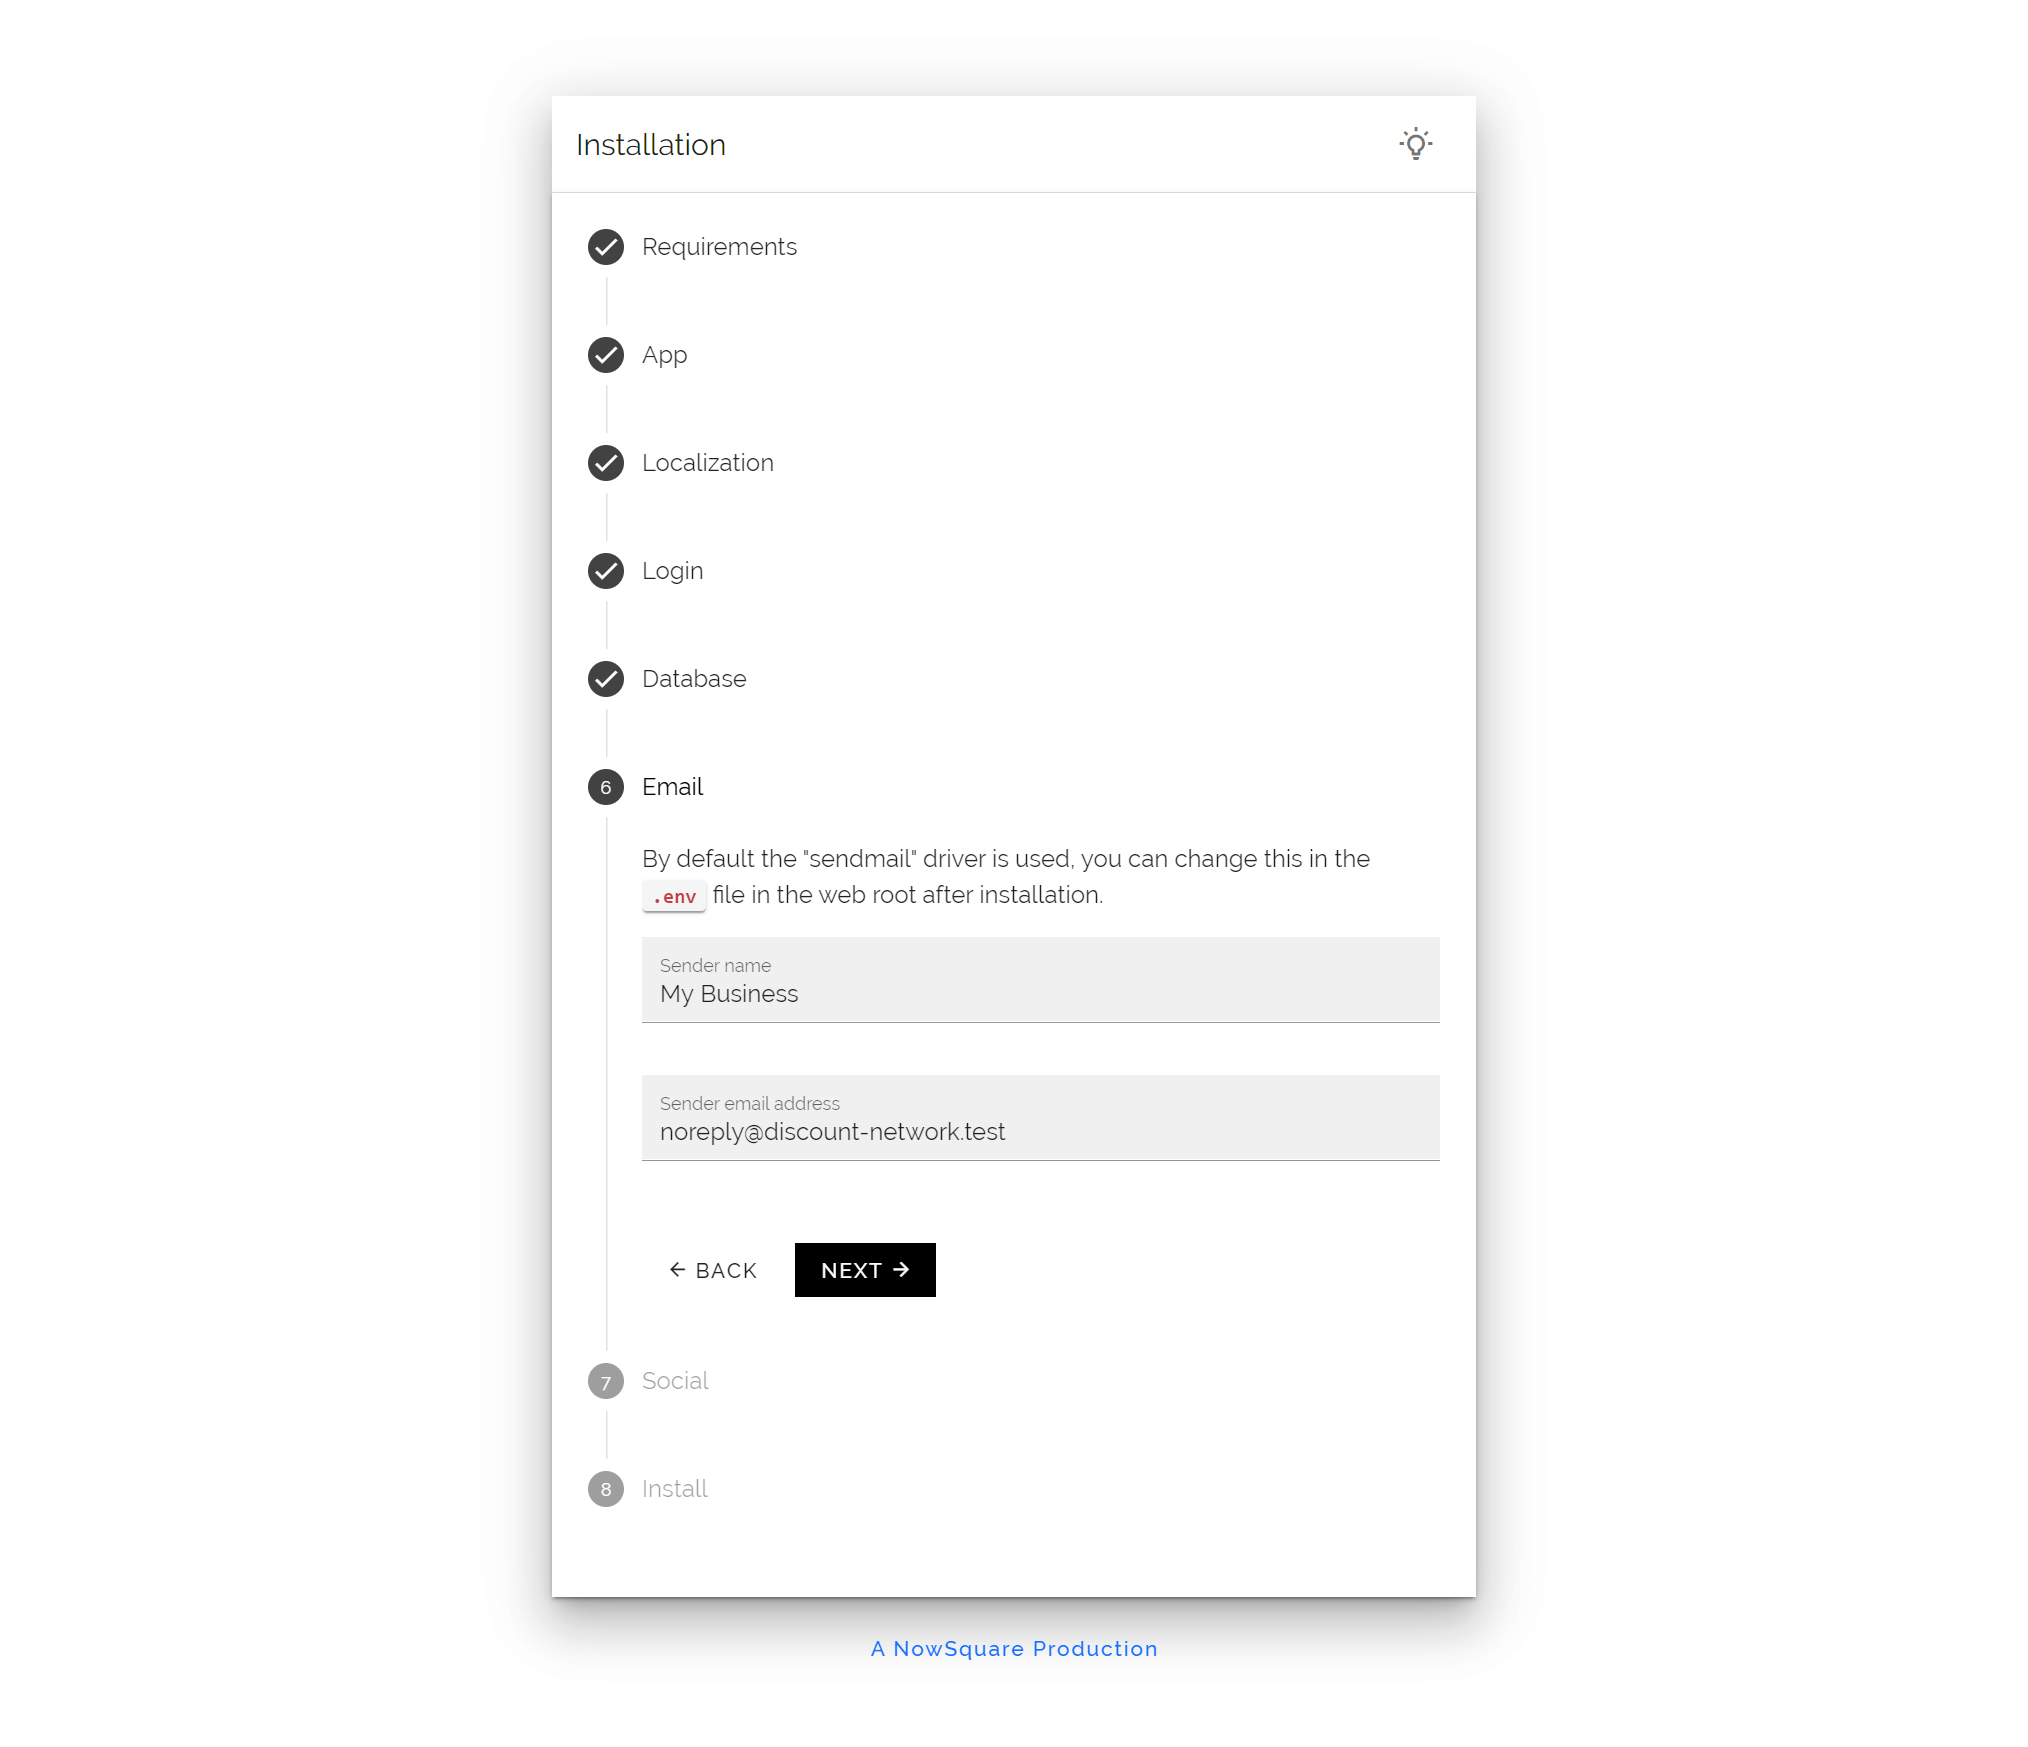 Installation
Requirements
App
Localization
Login
Database
6 Email
By default the "sendmail" driver is used, you can change this in the
.env file in the web root after installation.
Sender name
My Business
Sender email address
noreply@discount-network.test
BACK NEXT
7 Social
8 Install
A NowSquare Production